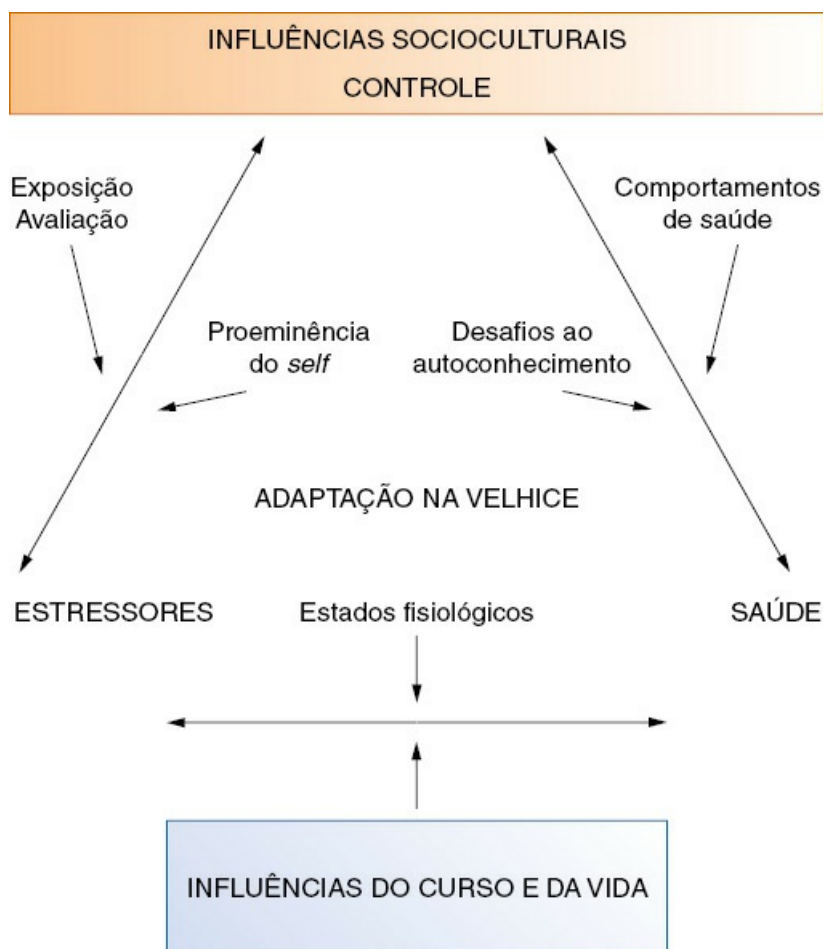 INFLUÊNCIAS SOCIOCULTURAIS
CONTROLE
Exposição
Avaliação
Comportamentos
de saúde
Proeminência
do self
Desafios ao
autoconhecimento
ADAPTAÇÃO NA VELHICE
ESTRESSORES
Estados fisiológicos
SAÚDE
INFLUÊNCIAS DO CURSO E DA VIDA